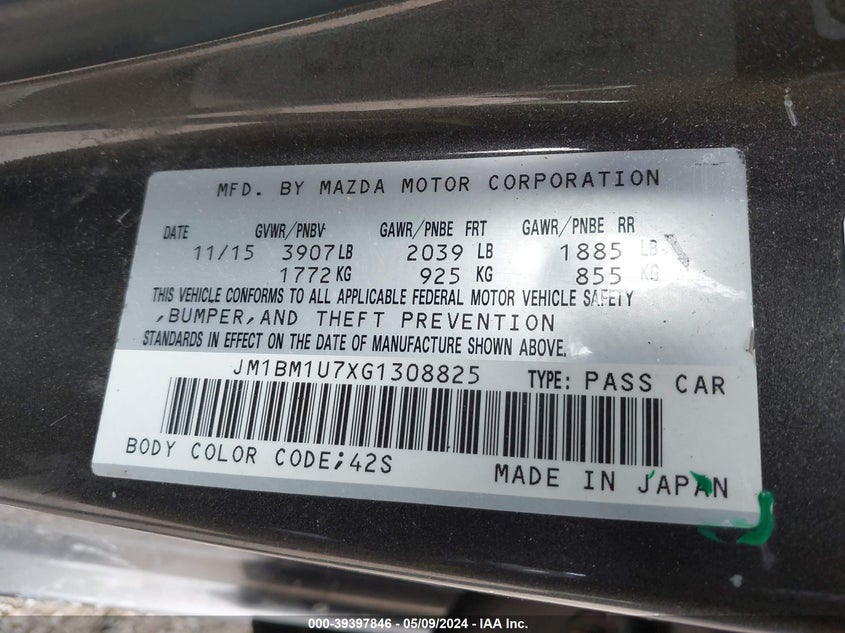 MFD. BY MAZDA MOTOR CORPORATION
DATE GVWR/PNBV GAWR/PNBE FRT GAWR/PNBE RR
11/15 3907 LB 2039 LB 1885 LB
1772 KG 925 KG 855 KG
THIS VEHICLE CONFORMS TO ALL APPLICABLE FEDERAL MOTOR VEHICLE SAFETY
,BUMPER,AND THEFT PREVENTION
STANDARDS IN EFFECT ON THE DATE OF MANUFACTURE SHOWN ABOVE.
JM1BM1U7XG1308825 TYPE: PASS CAR
BODY COLOR CODE;42S MADE IN JAPAN
000-39397846 — 05/09/2024 — IAA Inc.